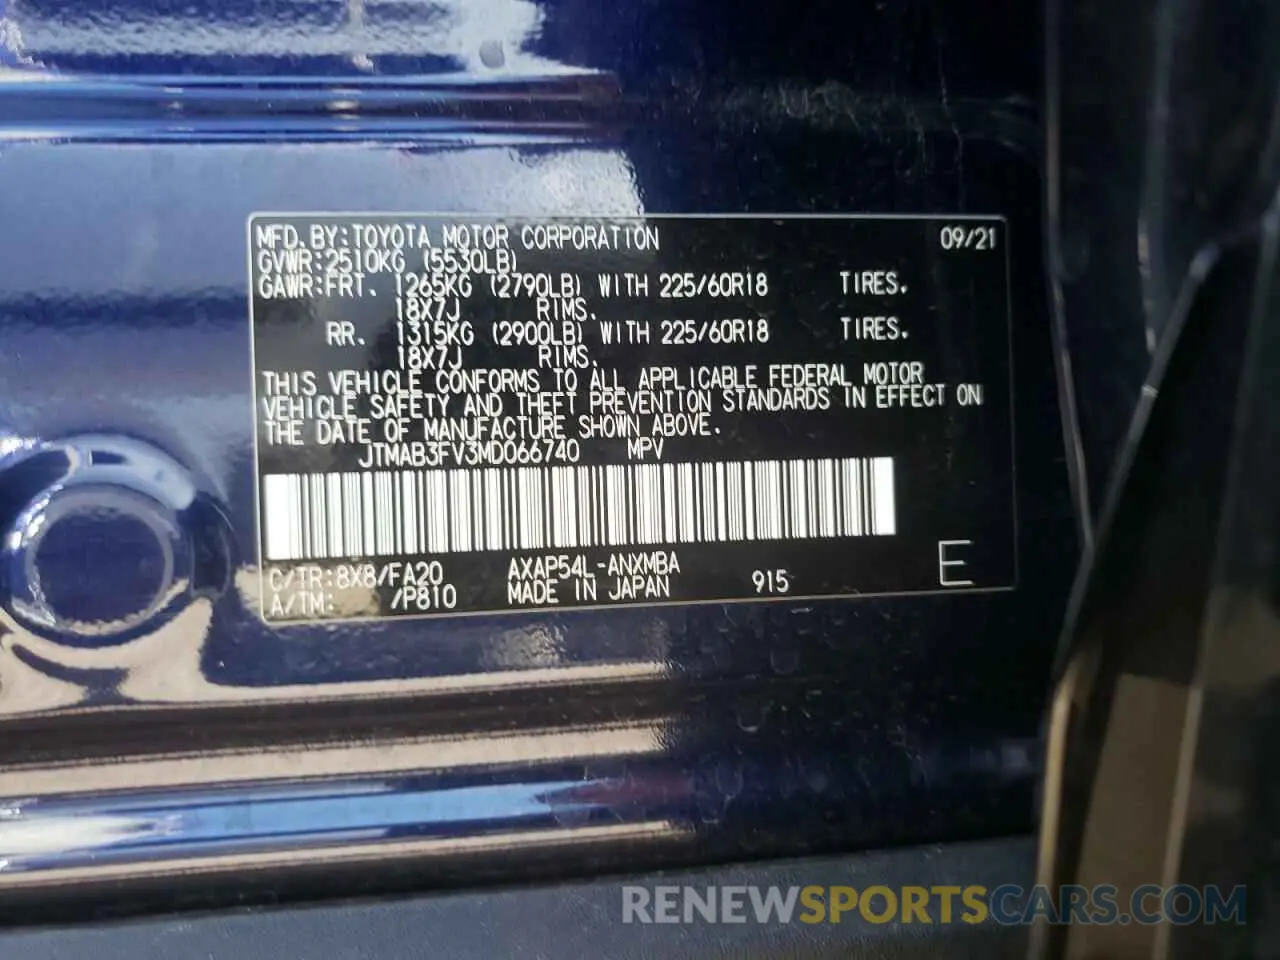 MFD.BY:TOYOTA MOTOR CORPORATION 09/21
GVWR:2510KG (5530LB)
GAWR:FRT. 1265KG (2790LB) WITH 225/60R18 TIRES.
18X7J RIMS.
RR. 1315KG (2900LB) WITH 225/60R18 TIRES.
18X7J RIMS.
THIS VEHICLE CONFORMS TO ALL APPLICABLE FEDERAL MOTOR
VEHICLE SAFETY AND THEFT PREVENTION STANDARDS IN EFFECT ON
THE DATE OF MANUFACTURE SHOWN ABOVE.
JTMAB3FV3MD066740 MPV
C/TR:8X8/FA20 AXAP54L-ANXMBA
A/TM: /P810 MADE IN JAPAN 915 E
RENEWSPORTSCARS.COM